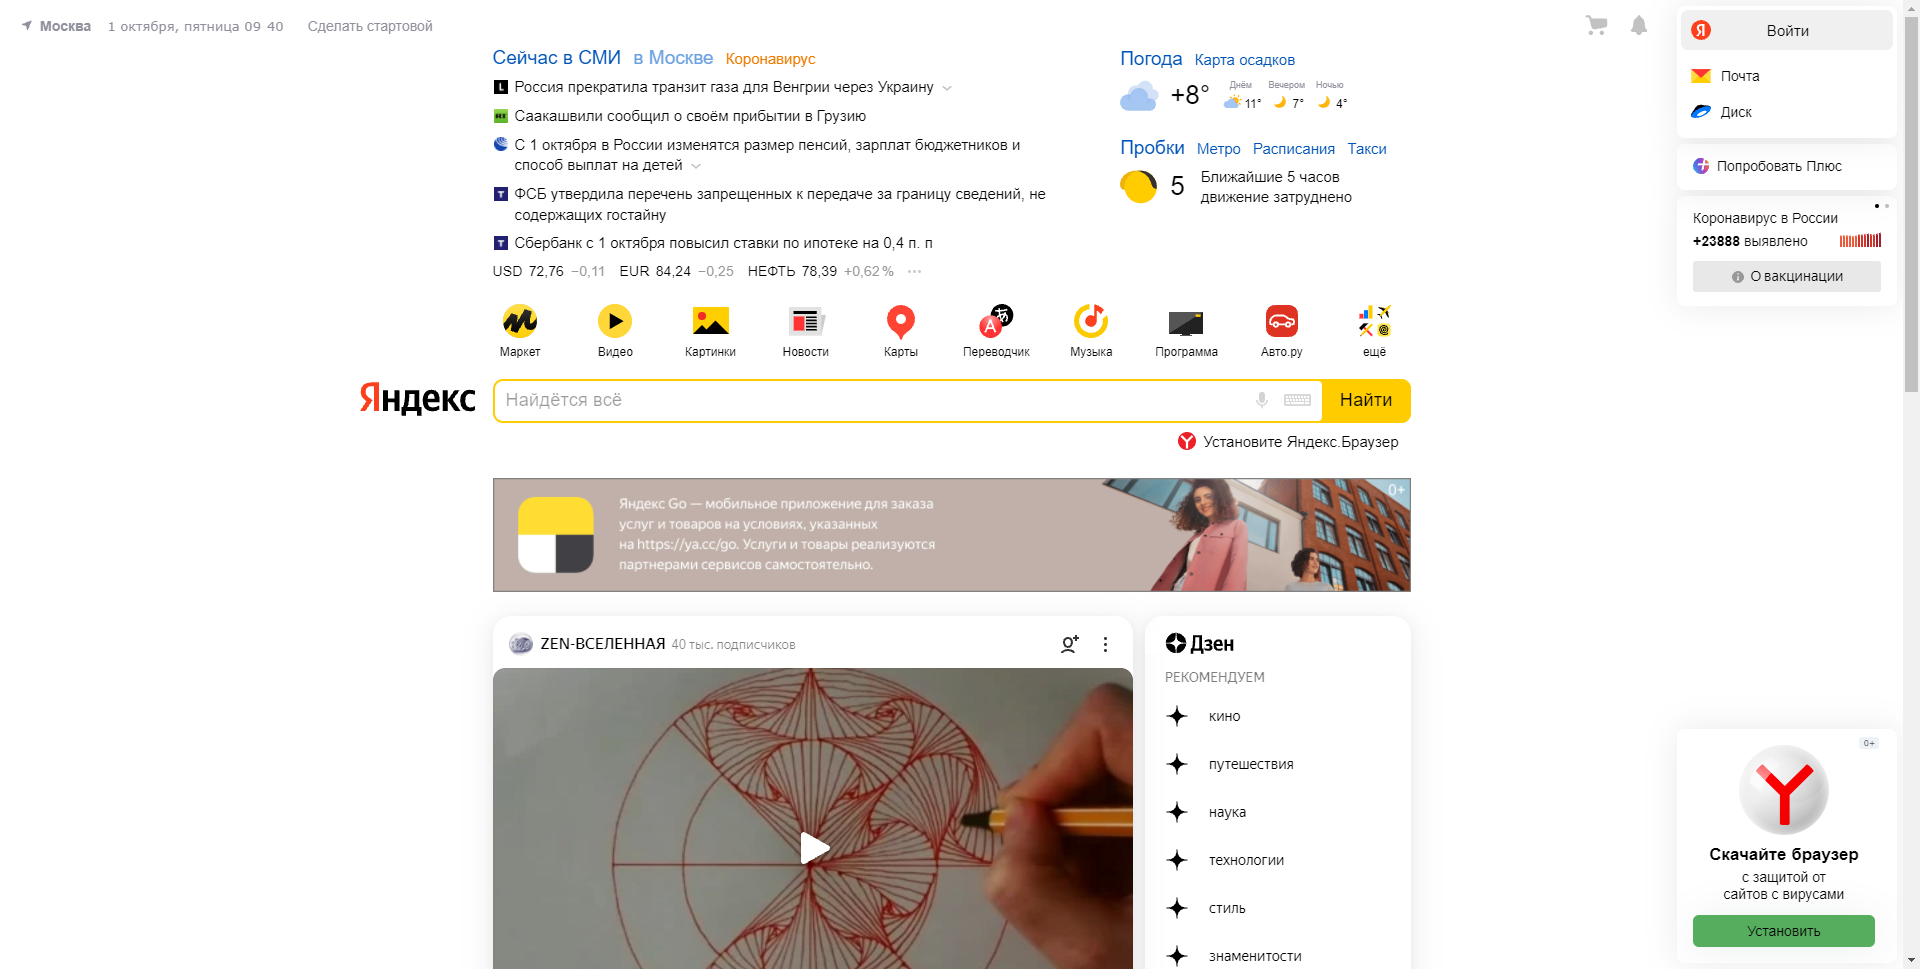 Москва 1 октября, пятница 09 40 Сделать стартовой
Сейчас в СМИ в Москве Коронавирус
Россия прекратила транзит газа для Венгрии через Украину
Саакашвили сообщил о своём прибытии в Грузию
С 1 октября в России изменятся размер пенсий, зарплат бюджетников и
способ выплат на детей
ФСБ утвердила перечень запрещенных к передаче за границу сведений, не
содержащих гостайну
Сбербанк с 1 октября повысил ставки по ипотеке на 0,4 п. п
USD 72,76 −0,11 EUR 84,24 −0,25 НЕФТЬ 78,39 +0,62% ···
Погода Карта осадков
+8°
Днём
11°
Вечером
7°
Ночью
4°
Пробки Метро Расписания Такси
5
Ближайшие 5 часов
движение затруднено
Я Войти
Почта
Диск
Попробовать Плюс
Коронавирус в России
+23888 выявлено
О вакцинации
Маркет
Видео
Картинки
Новости
Карты
Переводчик
Музыка
Программа
Авто.ру
ещё
Яндекс
Найдётся всё
Найти
Установите Яндекс.Браузер
Яндекс Go — мобильное приложение для заказа
услуг и товаров на условиях, указанных
на https://ya.cc/go. Услуги и товары реализуются
партнерами сервисов самостоятельно.
0+
ZEN-ВСЕЛЕННАЯ 40 тыс. подписчиков
Дзен
РЕКОМЕНДУЕМ
кино
путешествия
наука
технологии
стиль
знаменитости
0+
Скачайте браузер
с защитой от
сайтов с вирусами
Установить